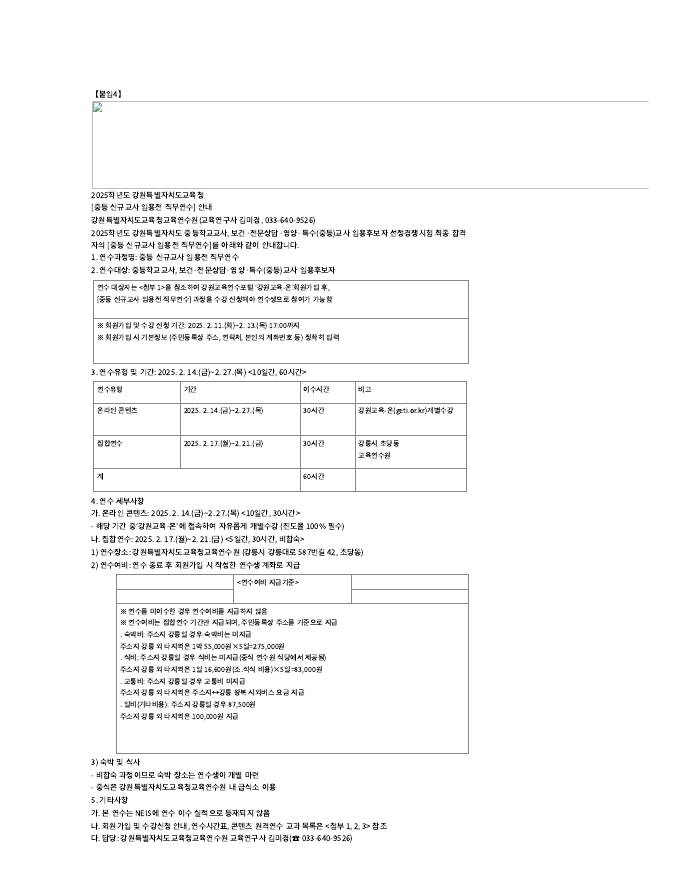 【붙임4】
2025학년도 강원특별자치도교육청
[중등 신규교사 임용전 직무연수] 안내
강원특별자치도교육청교육연수원(교육연구사 김미경, 033-640-9526)
2025학년도 강원특별자치도 중등학교교사, 보건·전문상담·영양·특수(중등)교사 임용후보자 선정경쟁시험 최종 합격
자의 [중등 신규교사 임용전 직무연수]를 아래와 같이 안내합니다.
1. 연수과정명: 중등 신규교사 임용전 직무연수
2. 연수대상: 중등학교 교사, 보건·전문상담·영양·특수(중등)교사 임용후보자
연수 대상자는 <첨부 1>을 참조하여 강원교육연수포털 '강원교육-온'회원가입 후,
[중등 신규교사 임용전 직무연수] 과정을 수강 신청해야 연수생으로 참여가 가능함
※ 회원가입 및 수강 신청 기간: 2025. 2. 11.(화)~2. 13.(목) 17:00까지
※ 회원가입 시 기본정보 (주민등록상 주소, 연락처, 본인의 계좌번호 등) 정확히 입력
3. 연수유형 및 기간: 2025. 2. 14.(금)~2. 27.(목) <10일간, 60시간>
연수유형 기간 이수시간 비고
온라인 콘텐츠 2025. 2. 14.(금)~2. 27.(목) 30시간 강원교육-온(gsti.or.kr)개별수강
집합연수 2025. 2. 17.(월)~2. 21.(금) 30시간 강릉시 초당동
교육연수원
계 60시간
4. 연수 세부사항
가. 온라인 콘텐츠: 2025. 2. 14.(금)~2. 27.(목) <10일간, 30시간>
- 해당 기간 중'강원교육-온'에 접속하여 자유롭게 개별수강 (진도율 100% 필수)
나. 집합 연수: 2025. 2. 17.(월)~2. 21.(금) <5일간, 30시간, 비합숙>
1) 연수장소: 강원특별자치도교육청교육연수원 (강릉시 강릉대로 587번길 42, 초당동)
2) 연수여비: 연수 종료 후 회원가입 시 작성한 연수생 계좌로 지급
<연수여비 지급기준>
※ 연수를 미이수한 경우 연수여비를 지급하지 않음
※ 연수여비는 집합연수 기간만 지급되며, 주민등록상 주소를 기준으로 지급
. 숙박비: 주소지 강릉일 경우 숙박비는 미지급
주소지 강릉 외 타 지역은 1박 55,000원×5일=275,000원
. 식비: 주소지 강릉일 경우 식비는 미지급(중식 연수원 식당에서 제공됨)
주소지 강릉 외 타 지역은 1일 16,600원(조.석식 비용)×5일=83,000원
. 교통비: 주소지 강릉일 경우 교통비 미지급
주소지 강릉 외 타 지역은 주소지↔강릉 왕복 시외버스 요금 지급
. 일비(기타비용): 주소지 강릉일 경우 87,500원
주소지 강릉 외 타 지역은 100,000원 지급
3) 숙박 및 식사
- 비합숙 과정이므로 숙박 장소는 연수생이 개별 마련
- 중식은 강원특별자치도교육청교육연수원 내 급식소 이용
5. 기타사항
가. 본 연수는 NEIS에 연수 이수 실적으로 등재되지 않음
나. 회원가입 및 수강신청 안내, 연수시간표, 콘텐츠 원격연수 교과 목록은 <첨부 1, 2, 3> 참조
다. 담당: 강원특별자치도교육청교육연수원 교육연구사 김미경(☎ 033-640-9526)